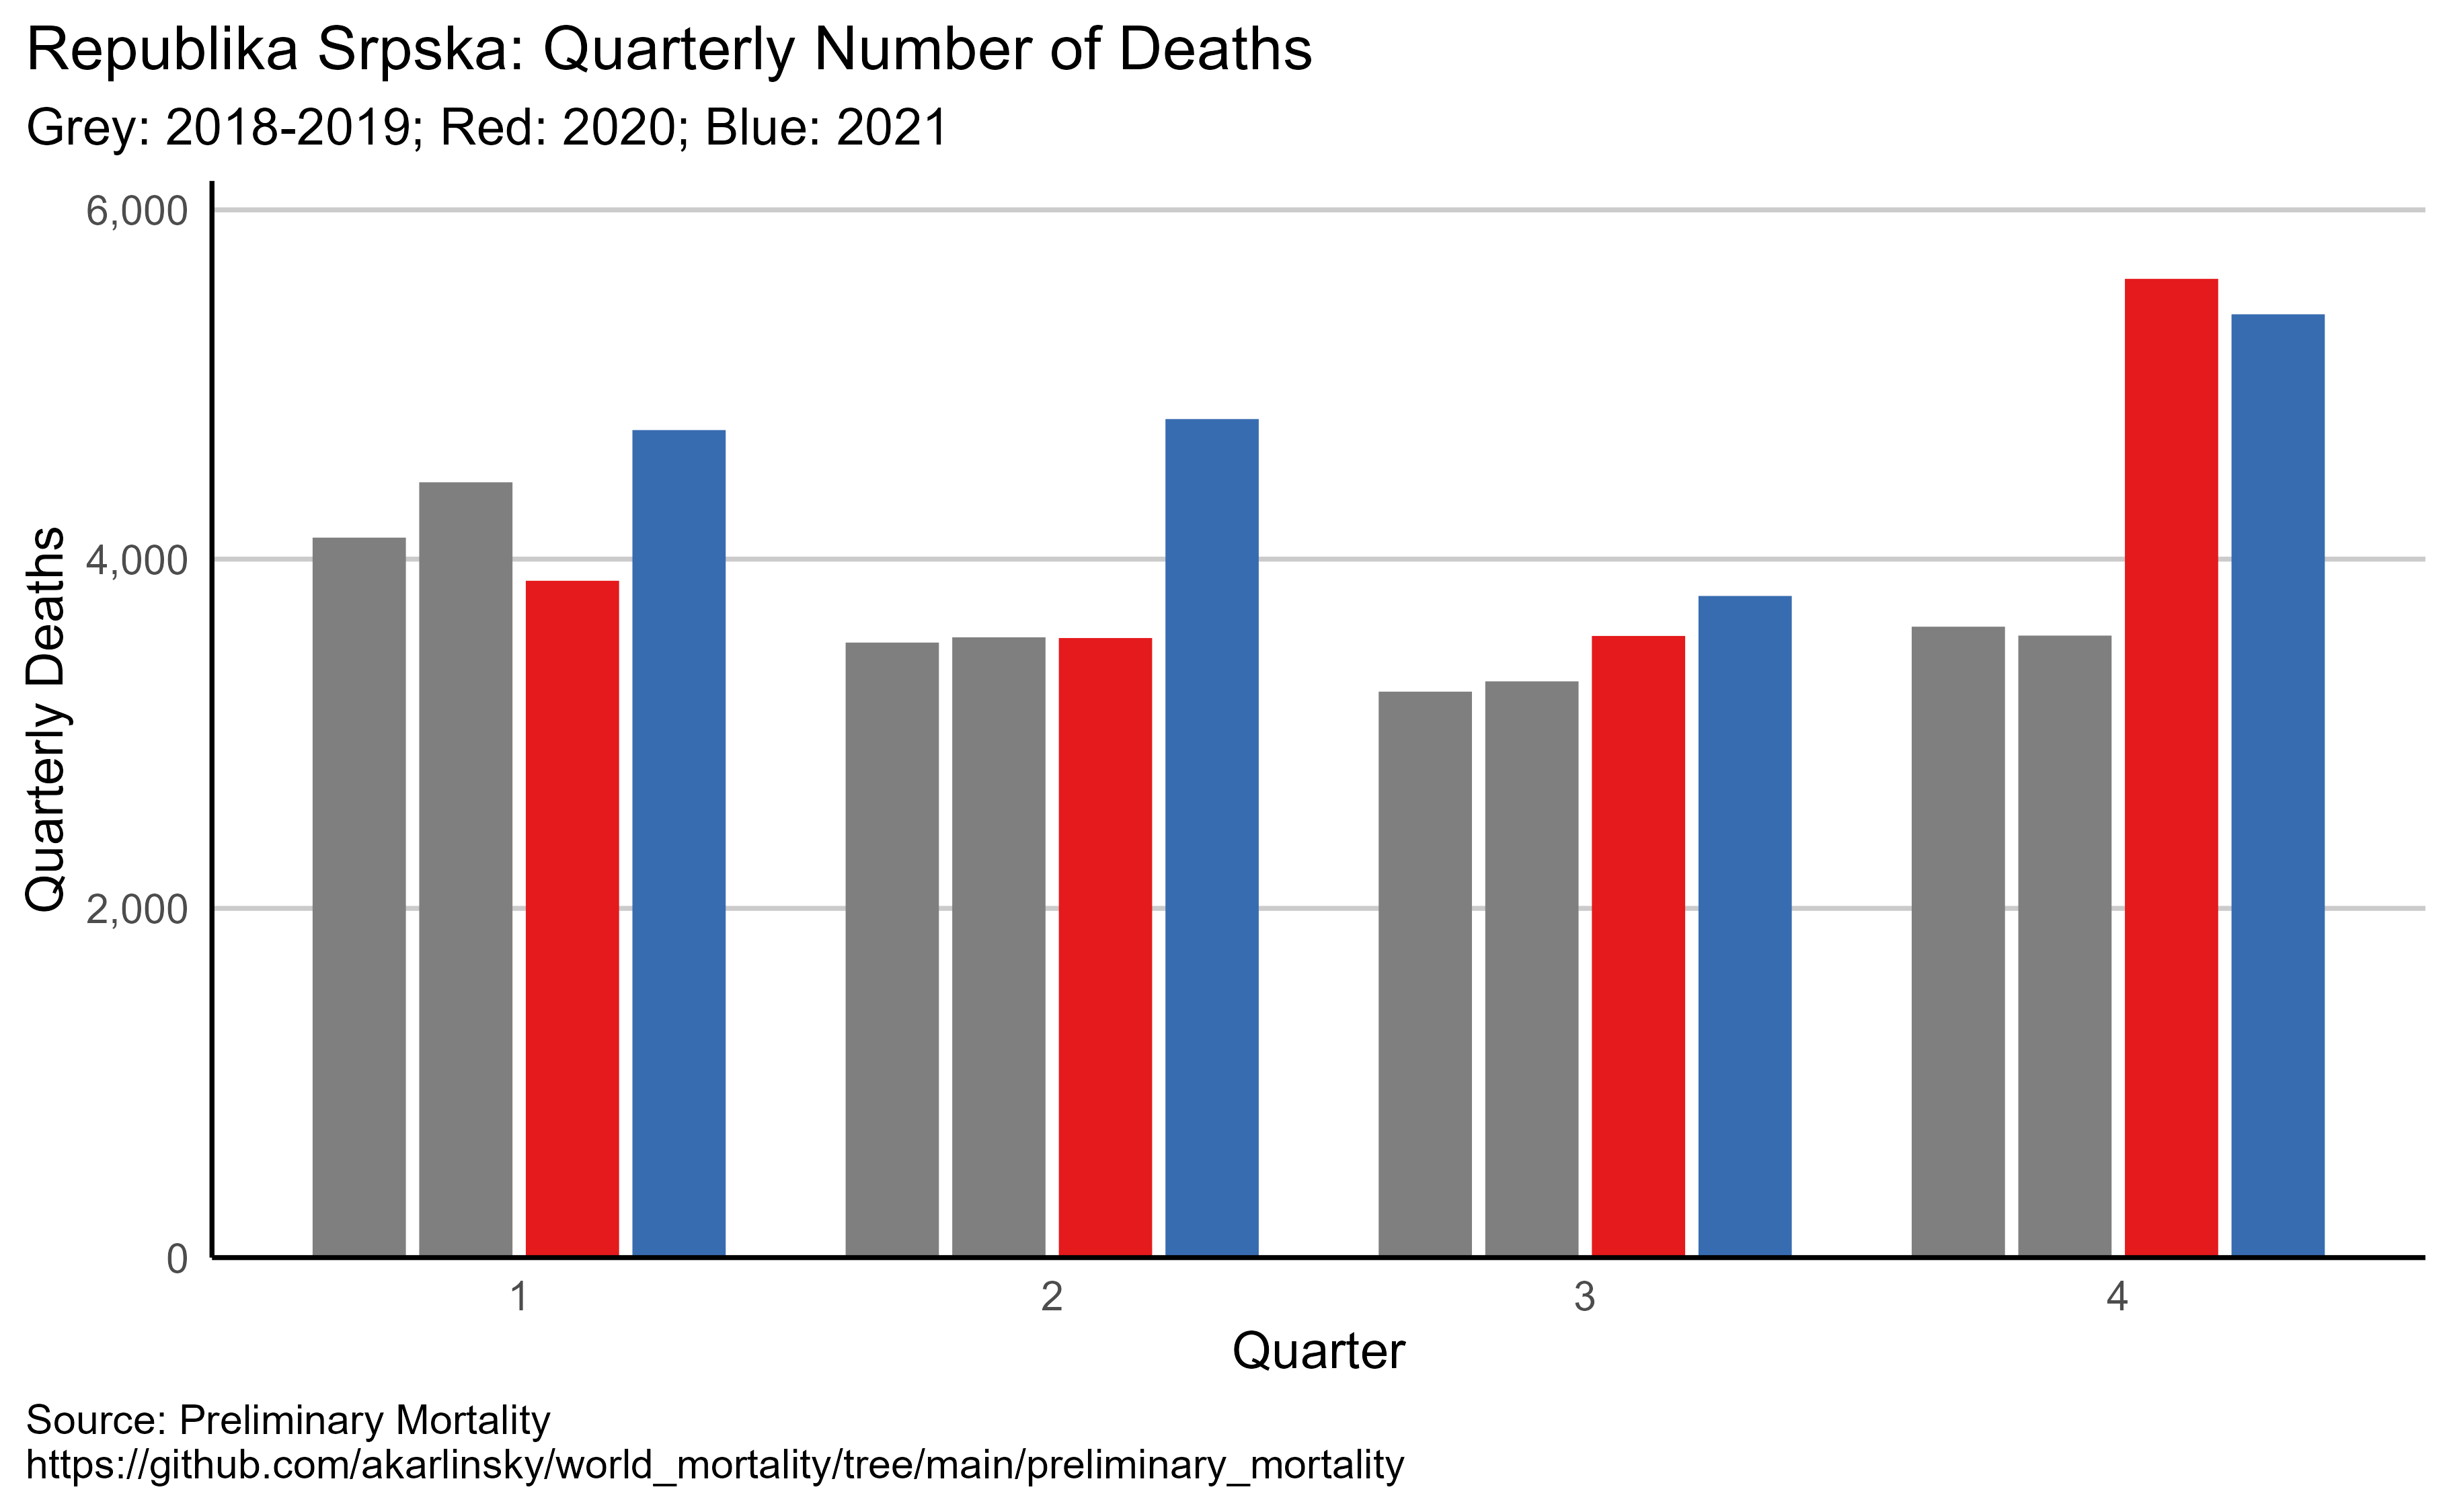 Republika Srpska: Quarterly Number of Deaths
Grey: 2018-2019; Red: 2020; Blue: 2021
6,000
4,000
2,000
0
Quarterly Deaths
1 2 3 4
Quarter
Source: Preliminary Mortality
https://github.com/akarlinsky/world_mortality/tree/main/preliminary_mortality